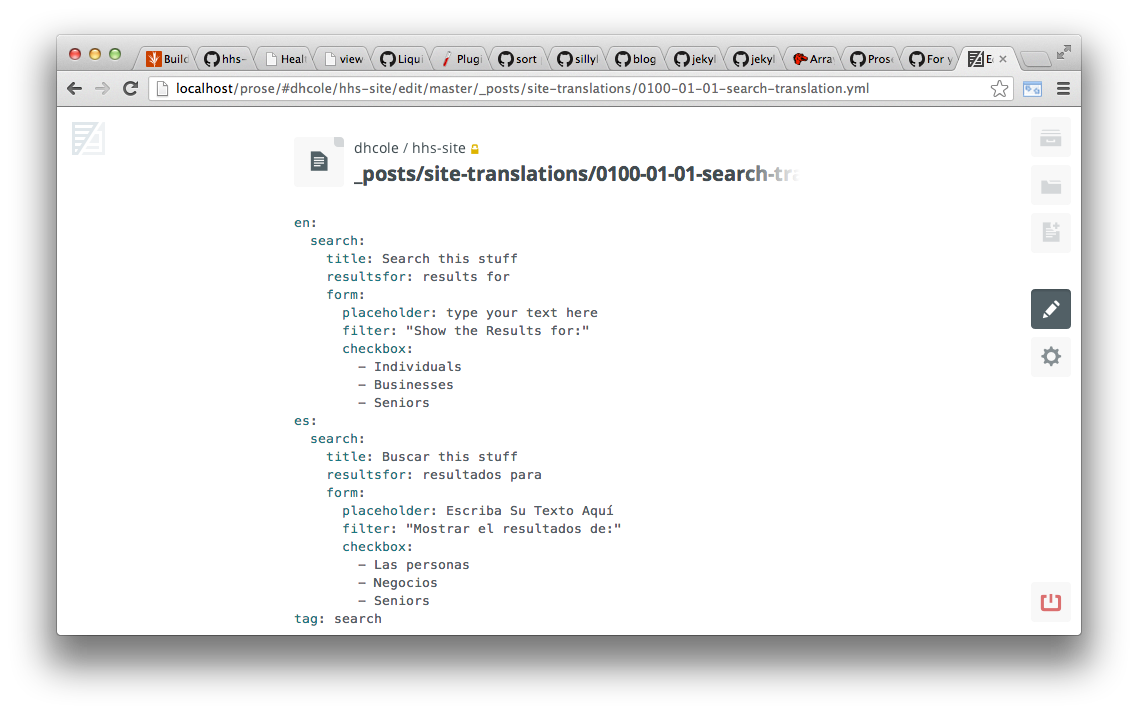 Build
hhs-
Healt
view
Liqui
Plugi
sort
sillyl
blog
jekyl
jekyl
Arra
Prose
For y
localhost/prose/#dhcole/hhs-site/edit/master/_posts/site-translations/0100-01-01-search-translation.yml
dhcole / hhs-site
_posts/site-translations/0100-01-01-search-tra
en:
search:
title: Search this stuff
resultsfor: results for
form:
placeholder: type your text here
filter: "Show the Results for:"
checkbox:
– Individuals
– Businesses
– Seniors
es:
search:
title: Buscar this stuff
resultsfor: resultados para
form:
placeholder: Escriba Su Texto Aquí
filter: "Mostrar el resultados de:"
checkbox:
– Las personas
– Negocios
– Seniors
tag: search